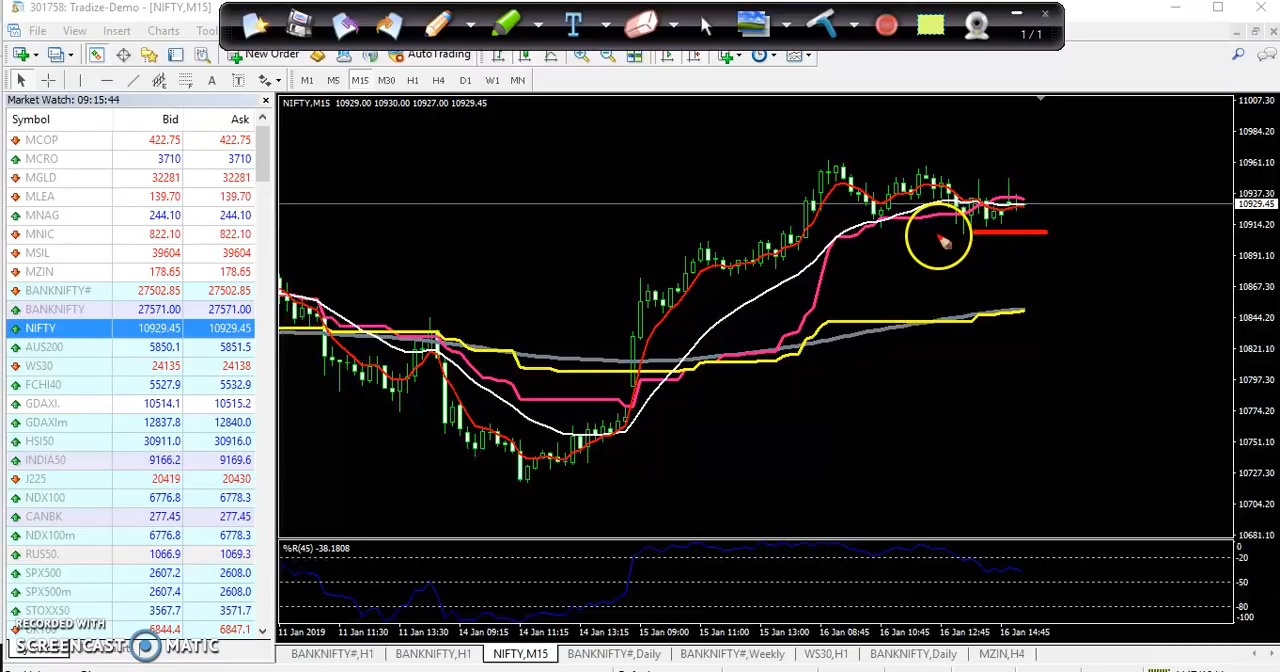 301758: Tradize-Demo - [NIFTY,M15]
1/1
File View Insert Charts
New Order AutoTrading
A T M1 M5 M15 M30 H1 H4 D1 W1 MN
Market Watch: 09:15:44
Symbol Bid Ask
MCOP 422.75 422.75
MCRO 3710 3710
MGLD 32281 32281
MLEA 139.70 139.70
MNAG 244.10 244.10
MNIC 822.10 822.10
MSIL 39604 39604
MZIN 178.65 178.65
BANKNIFTY# 27502.85 27502.85
BANKNIFTY 27571.00 27571.00
NIFTY 10929.45 10929.45
AUS200 5850.1 5851.5
WS30 24135 24138
FCHI40 5527.9 5532.9
GDAXI. 10514.1 10515.2
GDAXIm 12837.8 12840.0
HSI50 30911.0 30916.0
INDIA50 9166.2 9169.6
J225 20419 20430
NDX100 6776.8 6778.3
CANBK 277.45 277.45
NDX100m 6776.8 6778.3
RUS50. 1066.9 1069.3
SPX500 2607.2 2608.0
SPX500m 2607.4 2608.0
STOXX50 3567.7 3571.7
6844.4 6847.1
RECORDED WITH
SCREENCAST MATIC
NIFTY,M15 10929.00 10930.00 10927.00 10929.45
11007.30
10984.20
10961.10
10937.30
10929.45
10914.20
10891.10
10867.30
10844.20
10821.10
10797.30
10774.20
10751.10
10727.30
10704.20
10681.10
%R(45) -38.1808
0
-20
-50
-80
-100
11 Jan 2019 11 Jan 11:30 11 Jan 13:30 14 Jan 09:15 14 Jan 11:15 14 Jan 13:15 15 Jan 09:00 15 Jan 11:00 15 Jan 13:00 16 Jan 08:45 16 Jan 10:45 16 Jan 12:45 16 Jan 14:45
BANKNIFTY#,H1 BANKNIFTY,H1 NIFTY,M15 BANKNIFTY#,Daily BANKNIFTY#,Weekly WS30,H1 BANKNIFTY,Daily MZIN,H4